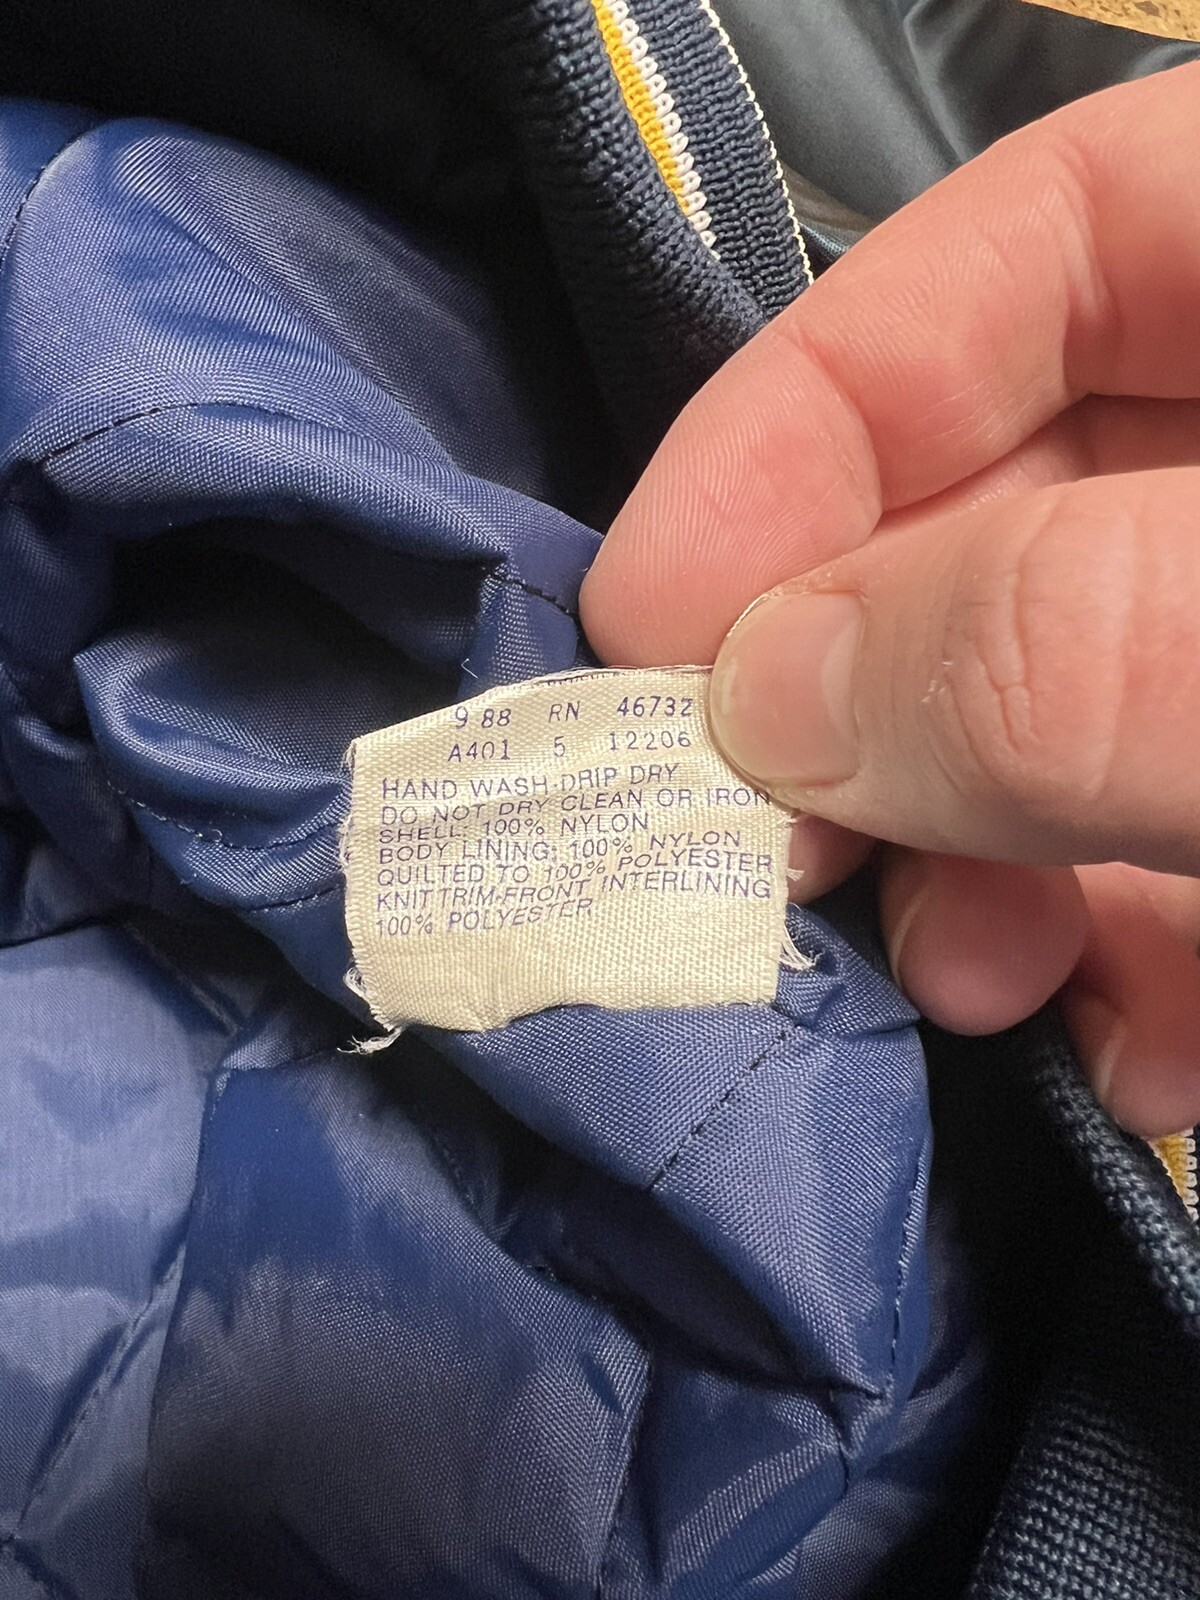 9 88 RN 46732
A401 5 12206
HAND WASH-DRIP DRY
DO NOT DRY CLEAN OR IRON
SHELL: 100% NYLON
BODY LINING: 100% NYLON
QUILTED TO 100% POLYESTER
KNIT TRIM-FRONT INTERLINING
100% POLYESTER